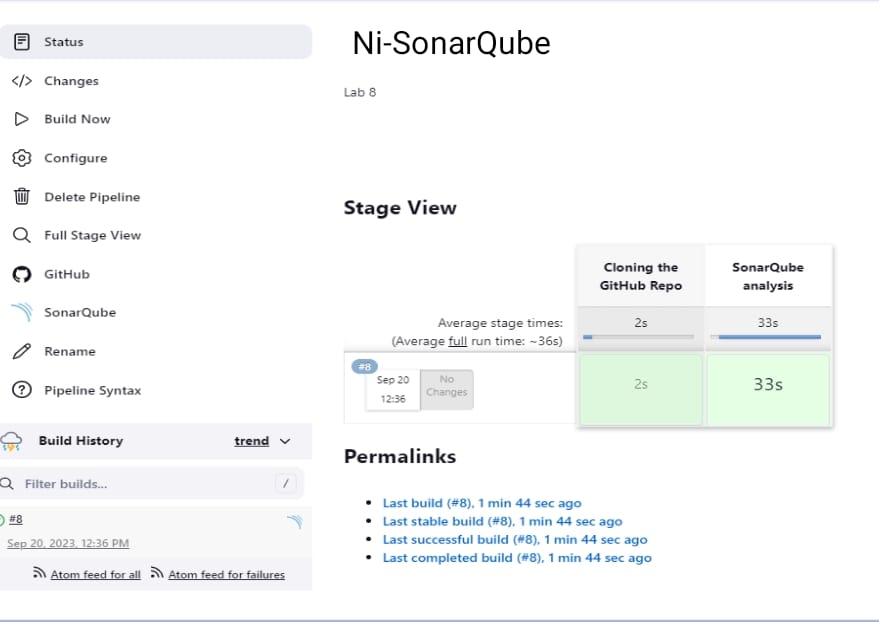 Status
Changes
Build Now
Configure
Delete Pipeline
Full Stage View
GitHub
SonarQube
Rename
Pipeline Syntax
Build History trend
Filter builds... /
#8
Sep 20, 2023, 12:36 PM
Atom feed for all Atom feed for failures
Ni-SonarQube
Lab 8
Stage View
Cloning the
GitHub Repo
SonarQube
analysis
Average stage times:
(Average full run time: ~36s)
2s
33s
#8
Sep 20
12:36
No
Changes
2s
33s
Permalinks
Last build (#8), 1 min 44 sec ago
Last stable build (#8), 1 min 44 sec ago
Last successful build (#8), 1 min 44 sec ago
Last completed build (#8), 1 min 44 sec ago